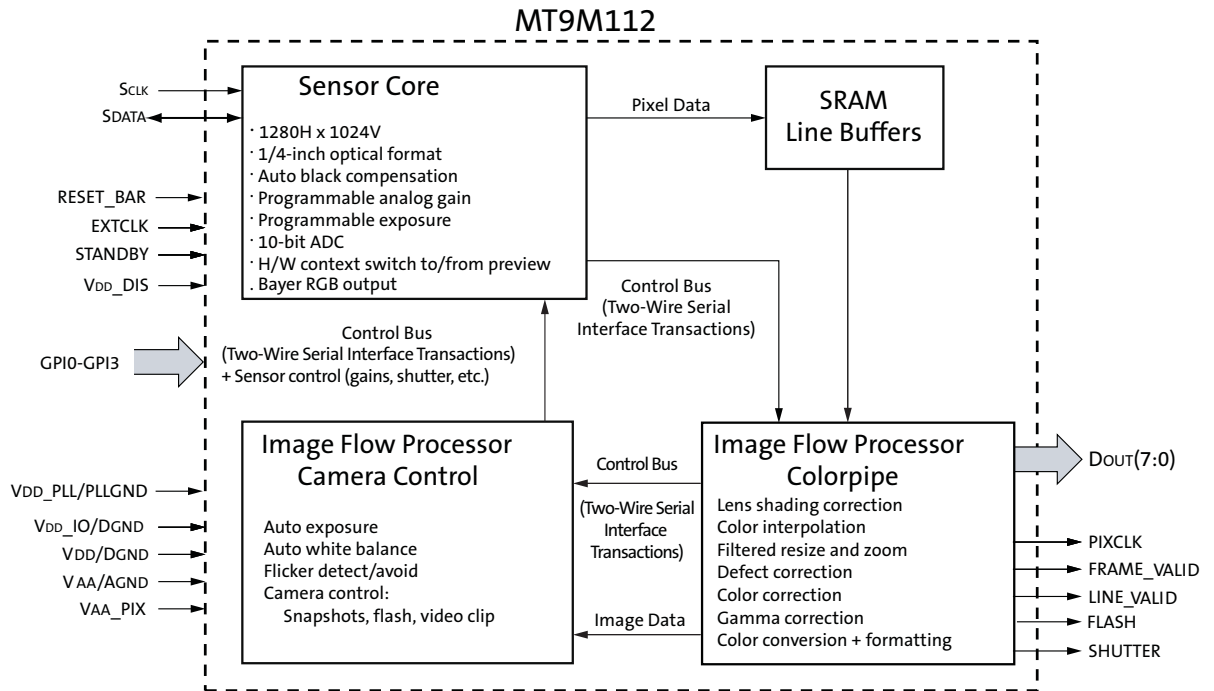 MT9M112
SCLK
SDATA
RESET_BAR
EXTCLK
STANDBY
VDD_DIS
GPI0-GPI3
VDD_PLL/PLLGND
VDD_IO/DGND
VDD/DGND
VAA/AGND
VAA_PIX
Sensor Core
· 1280H x 1024V
· 1/4-inch optical format
· Auto black compensation
· Programmable analog gain
· Programmable exposure
· 10-bit ADC
· H/W context switch to/from preview
. Bayer RGB output
Pixel Data
SRAM
Line Buffers
Control Bus
(Two-Wire Serial
Interface Transactions)
Control Bus
(Two-Wire Serial Interface Transactions)
+ Sensor control (gains, shutter, etc.)
Image Flow Processor
Camera Control
Auto exposure
Auto white balance
Flicker detect/avoid
Camera control:
Snapshots, flash, video clip
Control Bus
(Two-Wire Serial
Interface
Transactions)
Image Data
Image Flow Processor
Colorpipe
Lens shading correction
Color interpolation
Filtered resize and zoom
Defect correction
Color correction
Gamma correction
Color conversion + formatting
DOUT(7:0)
PIXCLK
FRAME_VALID
LINE_VALID
FLASH
SHUTTER